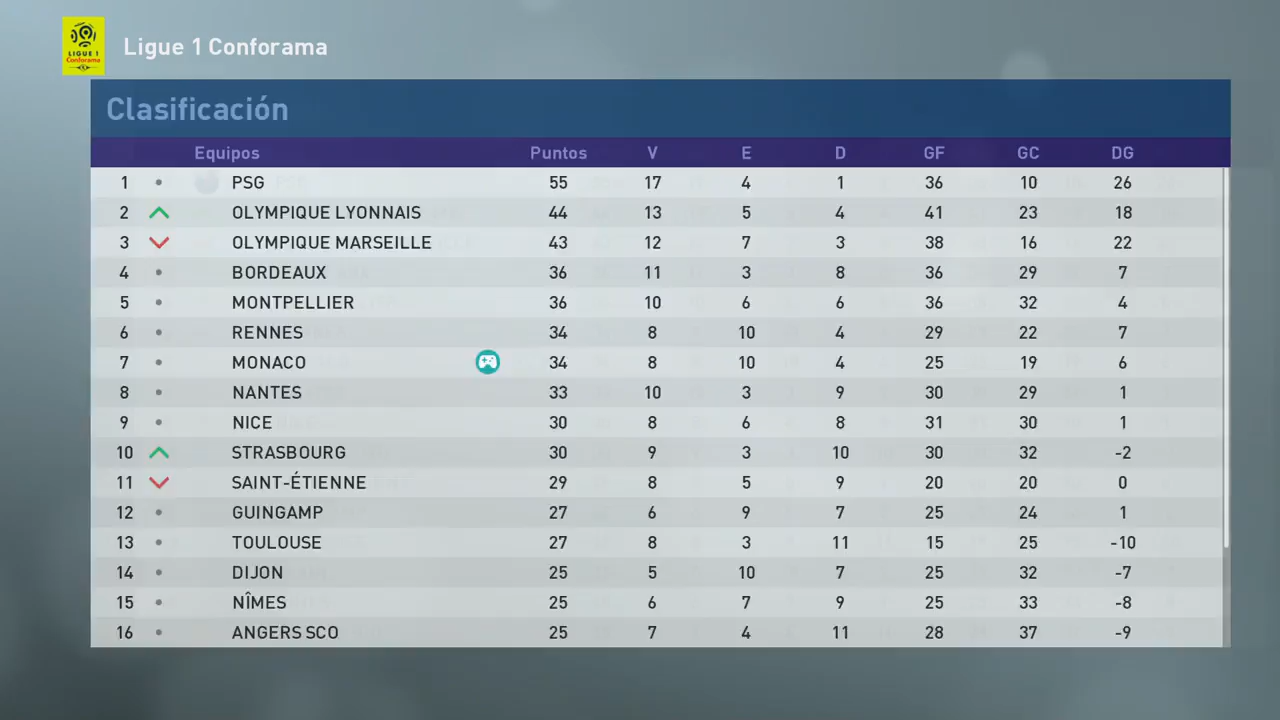 LIGUE 1
Conforama
Ligue 1 Conforama
Clasificación
Equipos Puntos V E D GF GC DG
1 PSG 55 17 4 1 36 10 26
2 OLYMPIQUE LYONNAIS 44 13 5 4 41 23 18
3 OLYMPIQUE MARSEILLE 43 12 7 3 38 16 22
4 BORDEAUX 36 11 3 8 36 29 7
5 MONTPELLIER 36 10 6 6 36 32 4
6 RENNES 34 8 10 4 29 22 7
7 MONACO 34 8 10 4 25 19 6
8 NANTES 33 10 3 9 30 29 1
9 NICE 30 8 6 8 31 30 1
10 STRASBOURG 30 9 3 10 30 32 -2
11 SAINT-ÉTIENNE 29 8 5 9 20 20 0
12 GUINGAMP 27 6 9 7 25 24 1
13 TOULOUSE 27 8 3 11 15 25 -10
14 DIJON 25 5 10 7 25 32 -7
15 NÎMES 25 6 7 9 25 33 -8
16 ANGERS SCO 25 7 4 11 28 37 -9